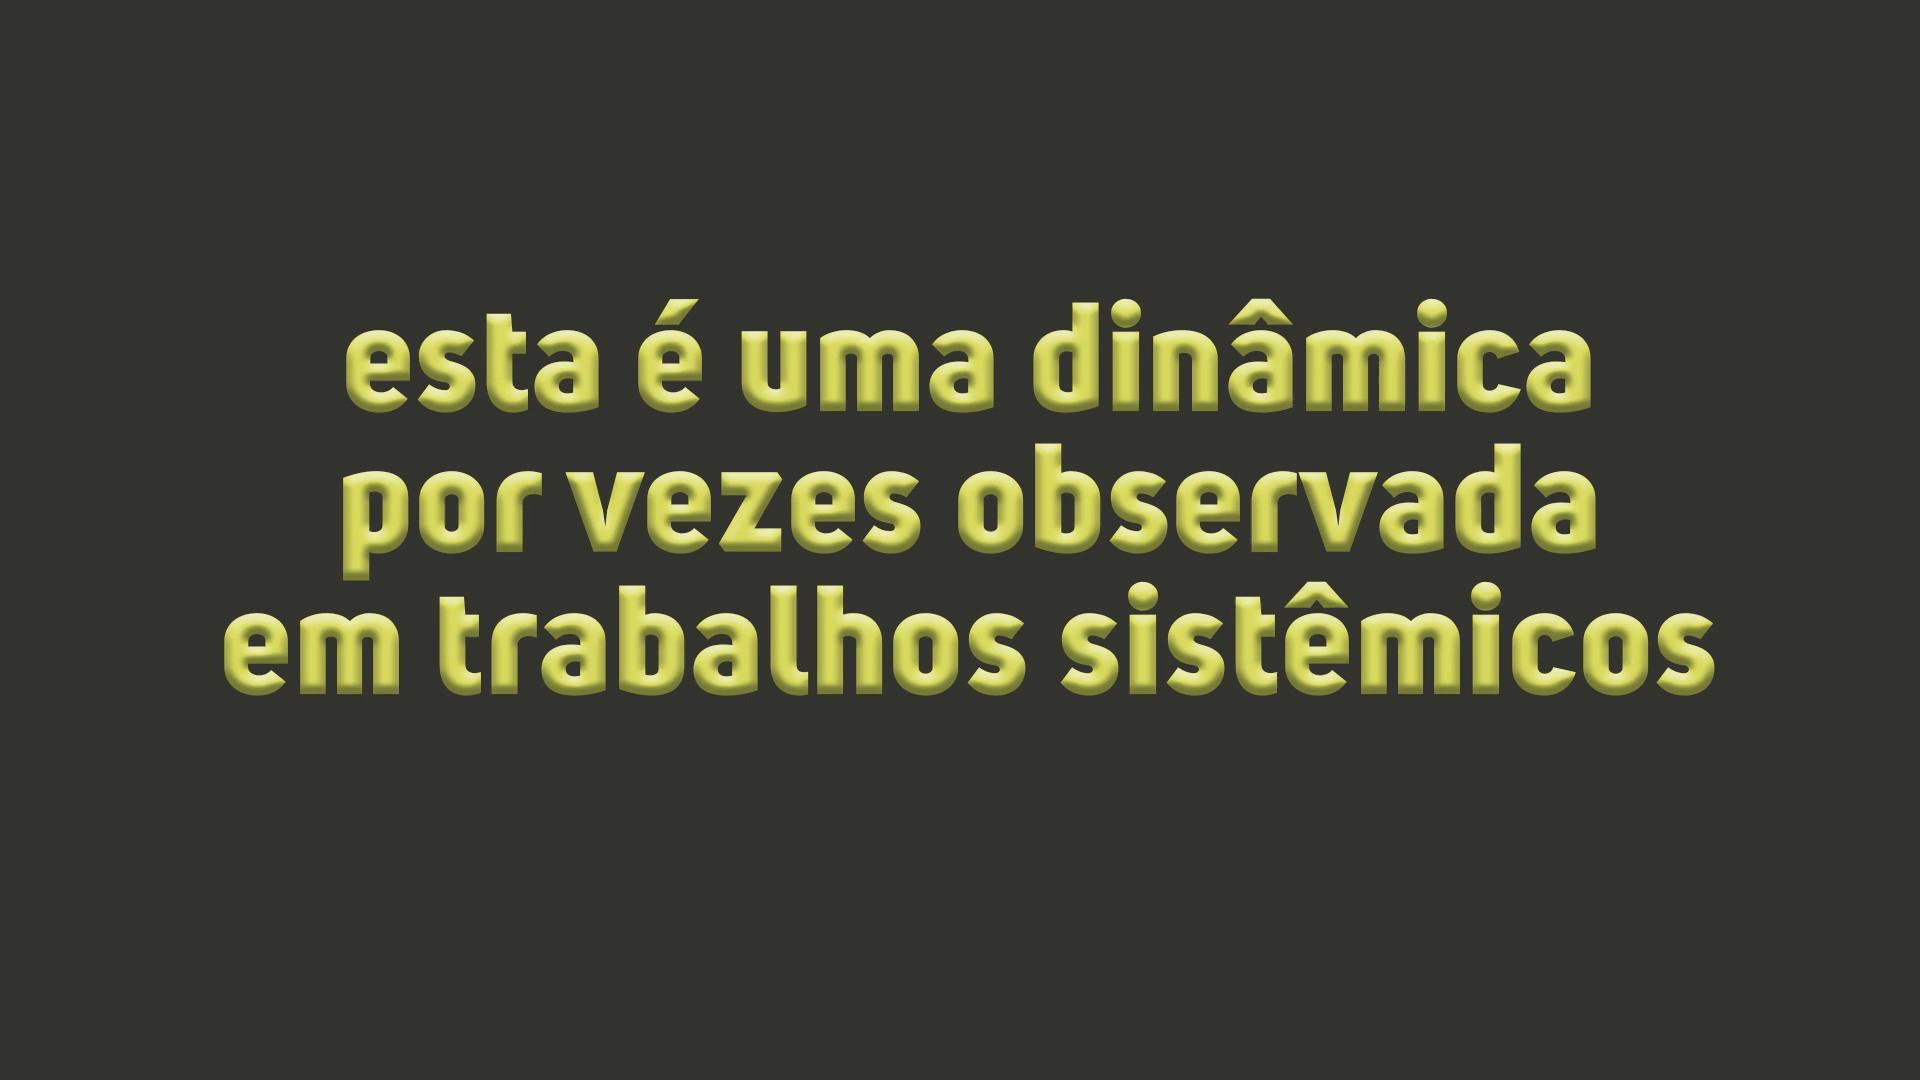 esta é uma dinâmica
por vezes observada
em trabalhos sistêmicos